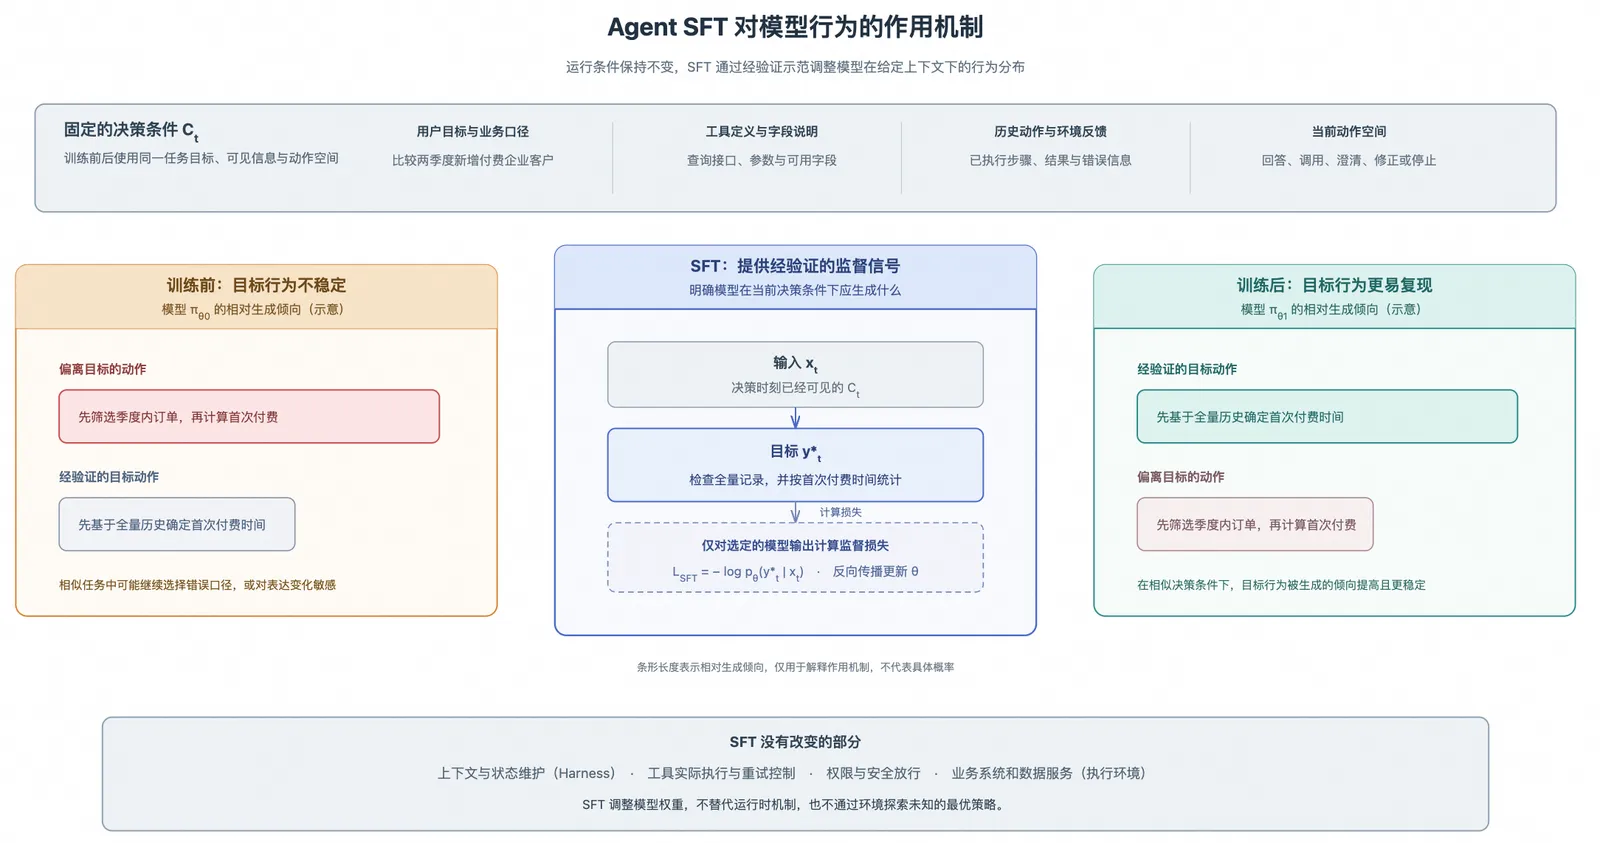 Agent SFT 对模型行为的作用机制
运行条件保持不变，SFT 通过经验证示范调整模型在给定上下文下的行为分布
固定的决策条件 Cₜ
训练前后使用同一任务目标、可见信息与动作空间
用户目标与业务口径
比较两季度新增付费企业客户
工具定义与字段说明
查询接口、参数与可用字段
历史动作与环境反馈
已执行步骤、结果与错误信息
当前动作空间
回答、调用、澄清、修正或停止
训练前：目标行为不稳定
模型 π_θ0 的相对生成倾向（示意）
偏离目标的动作
先筛选季度内订单，再计算首次付费
经验证的目标动作
先基于全量历史确定首次付费时间
相似任务中可能继续选择错误口径，或对表达变化敏感
SFT：提供经验证的监督信号
明确模型在当前决策条件下应生成什么
输入 xₜ
决策时刻已经可见的 Cₜ
目标 y*ₜ
检查全量记录，并按首次付费时间统计
计算损失
仅对选定的模型输出计算监督损失
L_SFT = − log p_θ(y*ₜ | xₜ) · 反向传播更新 θ
训练后：目标行为更易复现
模型 π_θ1 的相对生成倾向（示意）
经验证的目标动作
先基于全量历史确定首次付费时间
偏离目标的动作
先筛选季度内订单，再计算首次付费
在相似决策条件下，目标行为被生成的倾向提高且更稳定
条形长度表示相对生成倾向，仅用于解释作用机制，不代表具体概率
SFT 没有改变的部分
上下文与状态维护（Harness） · 工具实际执行与重试控制 · 权限与安全放行 · 业务系统和数据服务（执行环境）
SFT 调整模型权重，不替代运行时机制，也不通过环境探索未知的最优策略。